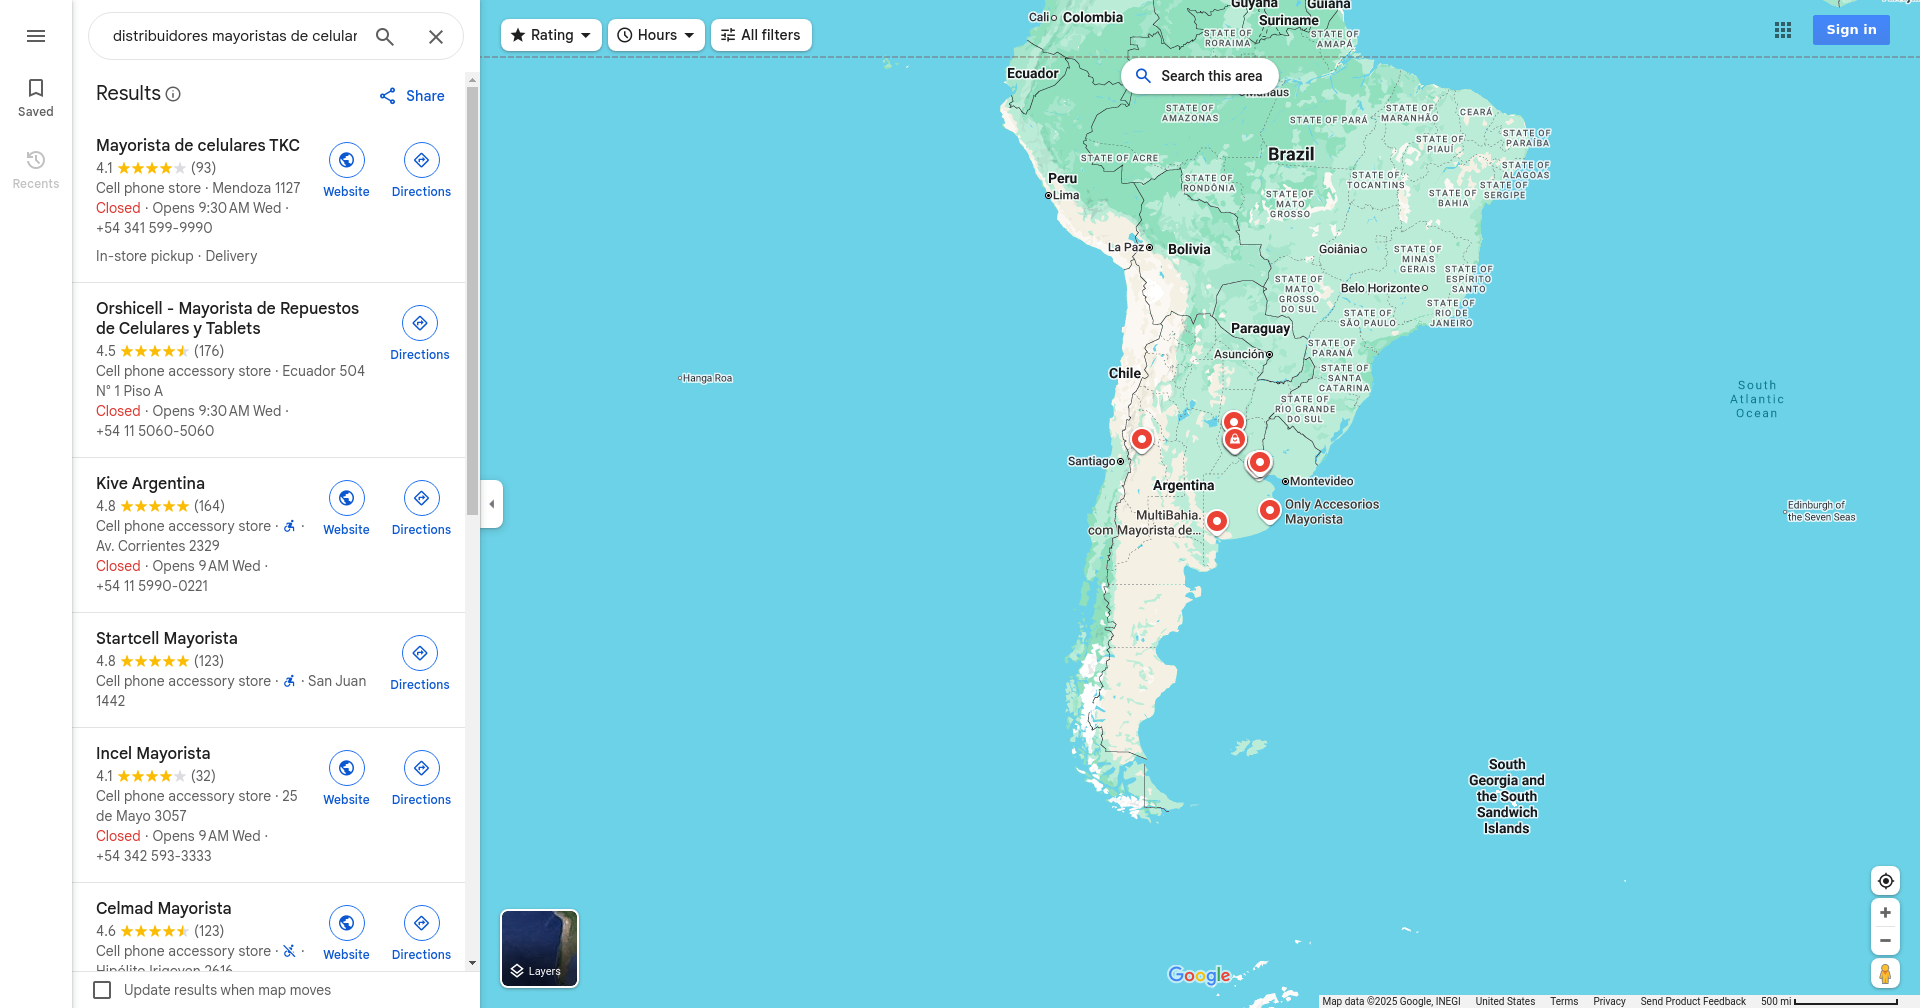 Saved
Recents
distribuidores mayoristas de celular
Results
Share
Mayorista de celulares TKC
4.1 (93)
Cell phone store · Mendoza 1127
Closed · Opens 9:30 AM Wed ·
+54 341 599-9990
In-store pickup · Delivery
Website
Directions
Orshicell - Mayorista de Repuestos
de Celulares y Tablets
4.5 (176)
Cell phone accessory store · Ecuador 504
N° 1 Piso A
Closed · Opens 9:30 AM Wed ·
+54 11 5060-5060
Directions
Kive Argentina
4.8 (164)
Cell phone accessory store · ·
Av. Corrientes 2329
Closed · Opens 9 AM Wed ·
+54 11 5990-0221
Website
Directions
Startcell Mayorista
4.8 (123)
Cell phone accessory store · · San Juan
1442
Directions
Incel Mayorista
4.1 (32)
Cell phone accessory store · 25
de Mayo 3057
Closed · Opens 9 AM Wed ·
+54 342 593-3333
Website
Directions
Celmad Mayorista
4.6 (123)
Cell phone accessory store · ·
Hipólito Irigoyen 2616
Website
Directions
Update results when map moves
Rating
Hours
All filters
Search this area
Sign in
Cali
Colombia
Guyana
Suriname
Guiana
STATE OF
RORAIMA
STATE OF
AMAPÁ
Ecuador
Manaus
STATE OF
AMAZONAS
STATE OF PARÁ
STATE OF
MARANHÃO
CEARÁ
STATE OF
PIAUÍ
STATE OF
PARAÍBA
STATE OF ACRE
Brazil
STATE OF
ALAGOAS
Peru
Lima
STATE OF
RONDÔNIA
STATE OF
TOCANTINS
STATE OF
MATO
GROSSO
STATE OF
BAHIA
STATE OF
SERGIPE
La Paz
Bolivia
Goiânia
STATE OF
MINAS
GERAIS
STATE OF
MATO
GROSSO
DO SUL
Belo Horizonte
STATE OF
ESPÍRITO
SANTO
STATE OF
RIO DE
JANEIRO
STATE OF
SÃO PAULO
Paraguay
Asunción
STATE OF
PARANÁ
Chile
STATE OF
SANTA
CATARINA
STATE OF
RIO GRANDE
DO SUL
Hanga Roa
South
Atlantic
Ocean
Santiago
Argentina
Montevideo
Only Accesorios
Mayorista
MultiBahia.
com Mayorista de...
Edinburgh of
the Seven Seas
South
Georgia and
the South
Sandwich
Islands
Layers
Google
Map data ©2025 Google, INEGI
United States
Terms
Privacy
Send Product Feedback
500 mi